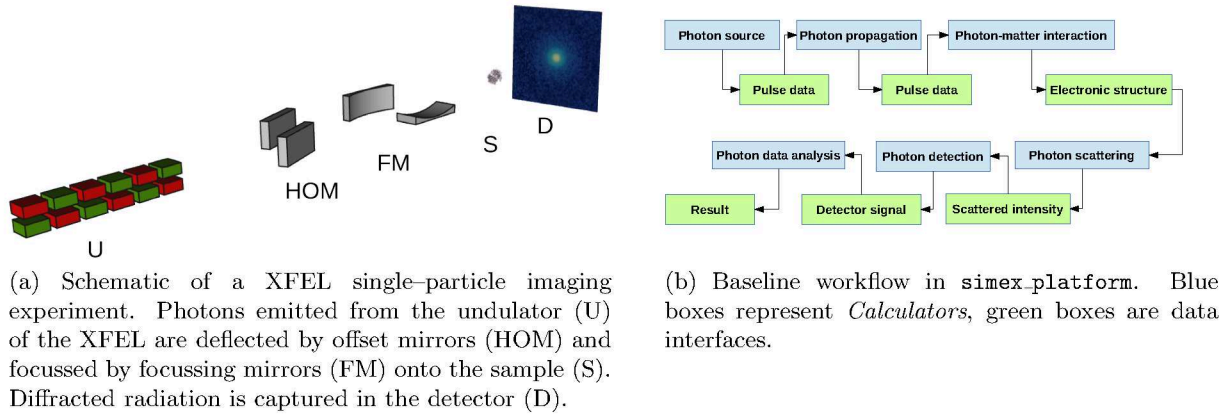 U
HOM
FM
S
D
(a) Schematic of a XFEL single–particle imaging
experiment. Photons emitted from the undulator (U)
of the XFEL are deflected by offset mirrors (HOM) and
focussed by focussing mirrors (FM) onto the sample (S).
Diffracted radiation is captured in the detector (D).
Photon source
Photon propagation
Photon-matter interaction
Pulse data
Pulse data
Electronic structure
Photon data analysis
Photon detection
Photon scattering
Result
Detector signal
Scattered intensity
(b) Baseline workflow in simex_platform. Blue
boxes represent Calculators, green boxes are data
interfaces.